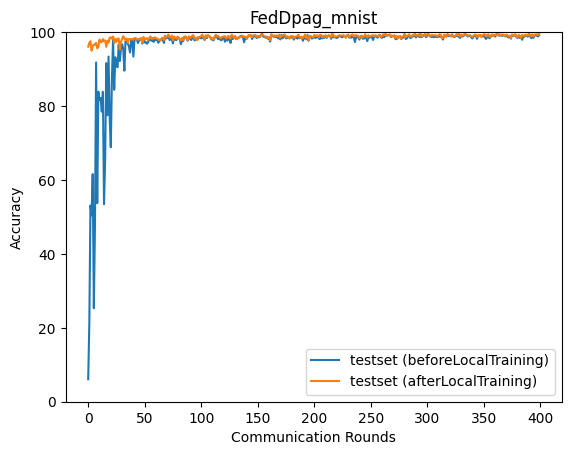 FedDpag_mnist
100
80
60
40
20
0
Accuracy
testset (beforeLocalTraining)
testset (afterLocalTraining)
0 50 100 150 200 250 300 350 400
Communication Rounds